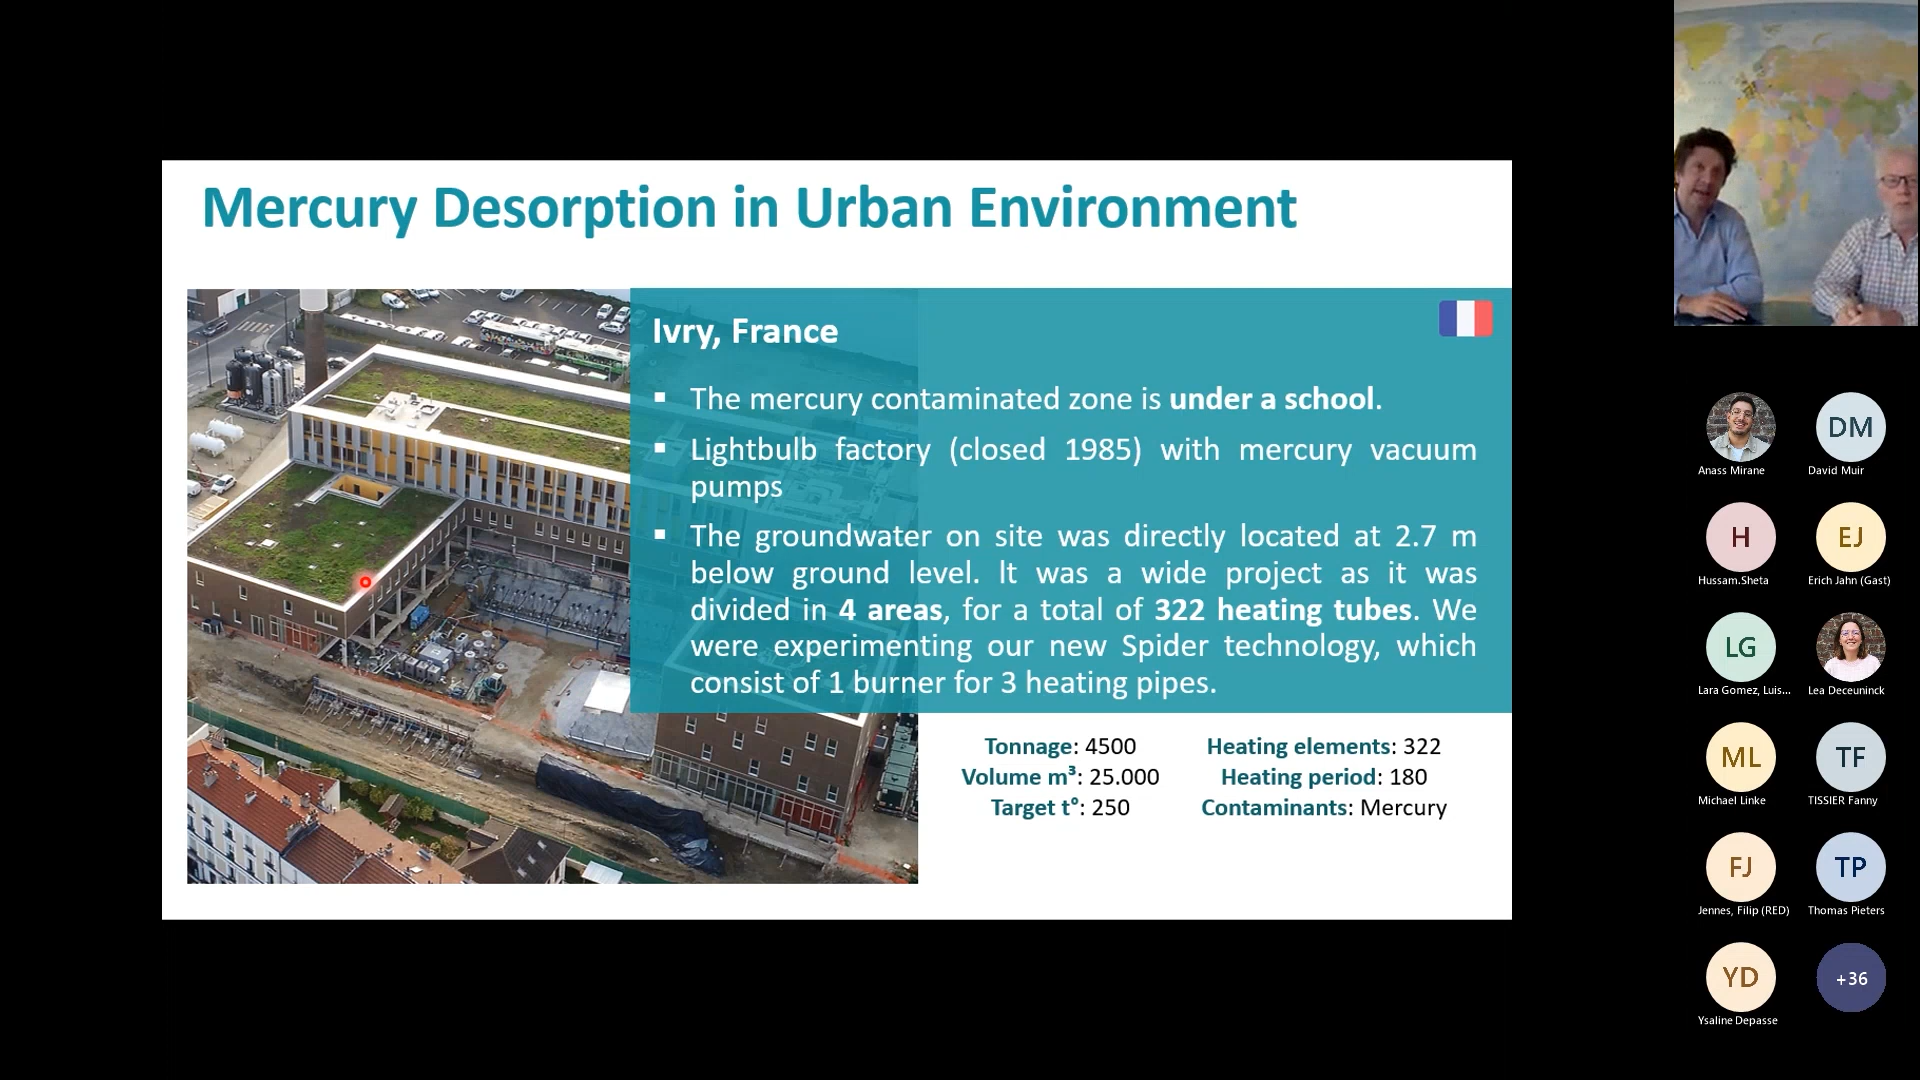 Mercury Desorption in Urban Environment
Ivry, France
▪ The mercury contaminated zone is under a school.
▪ Lightbulb factory (closed 1985) with mercury vacuum
pumps
▪ The groundwater on site was directly located at 2.7 m
below ground level. It was a wide project as it was
divided in 4 areas, for a total of 322 heating tubes. We
were experimenting our new Spider technology, which
consist of 1 burner for 3 heating pipes.
Tonnage: 4500
Volume m³: 25.000
Target t°: 250
Heating elements: 322
Heating period: 180
Contaminants: Mercury
Anass Mirane
DM
David Muir
H
Hussam.Sheta
EJ
Erich Jahn (Gast)
LG
Lara Gomez, Luis...
Lea Deceuninck
ML
Michael Linke
TF
TISSIER Fanny
FJ
Jennes, Filip (RED)
TP
Thomas Pieters
YD
Ysaline Depasse
+36